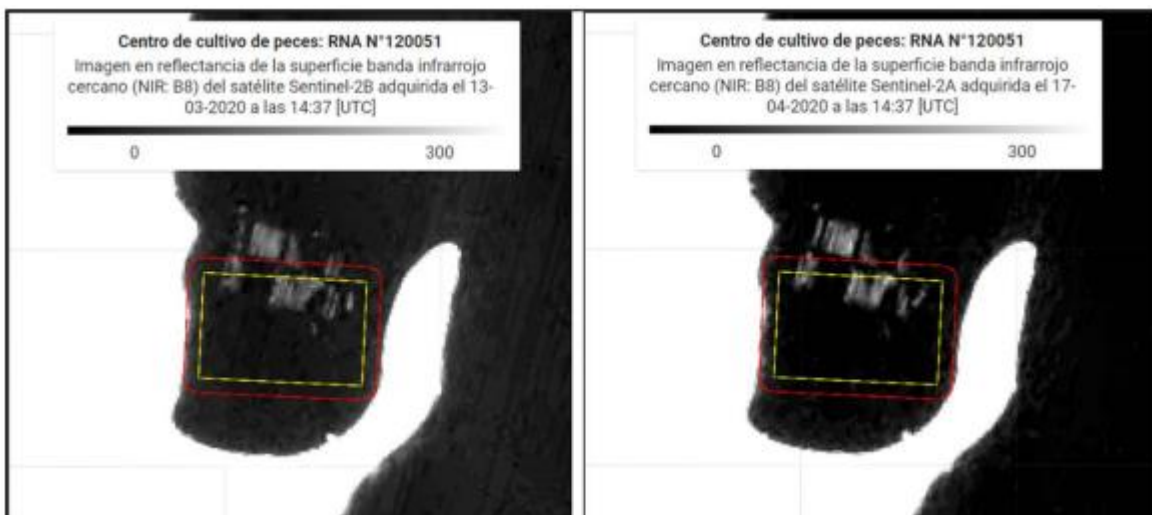 Centro de cultivo de peces: RNA N°120051
Imagen en reflectancia de la superficie banda infrarrojo
cercano (NIR: B8) del satélite Sentinel-2B adquirida el 13-
03-2020 a las 14:37 [UTC]
0 300
Centro de cultivo de peces: RNA N°120051
Imagen en reflectancia de la superficie banda infrarrojo
cercano (NIR: B8) del satélite Sentinel-2A adquirida el 17-
04-2020 a las 14:37 [UTC]
0 300